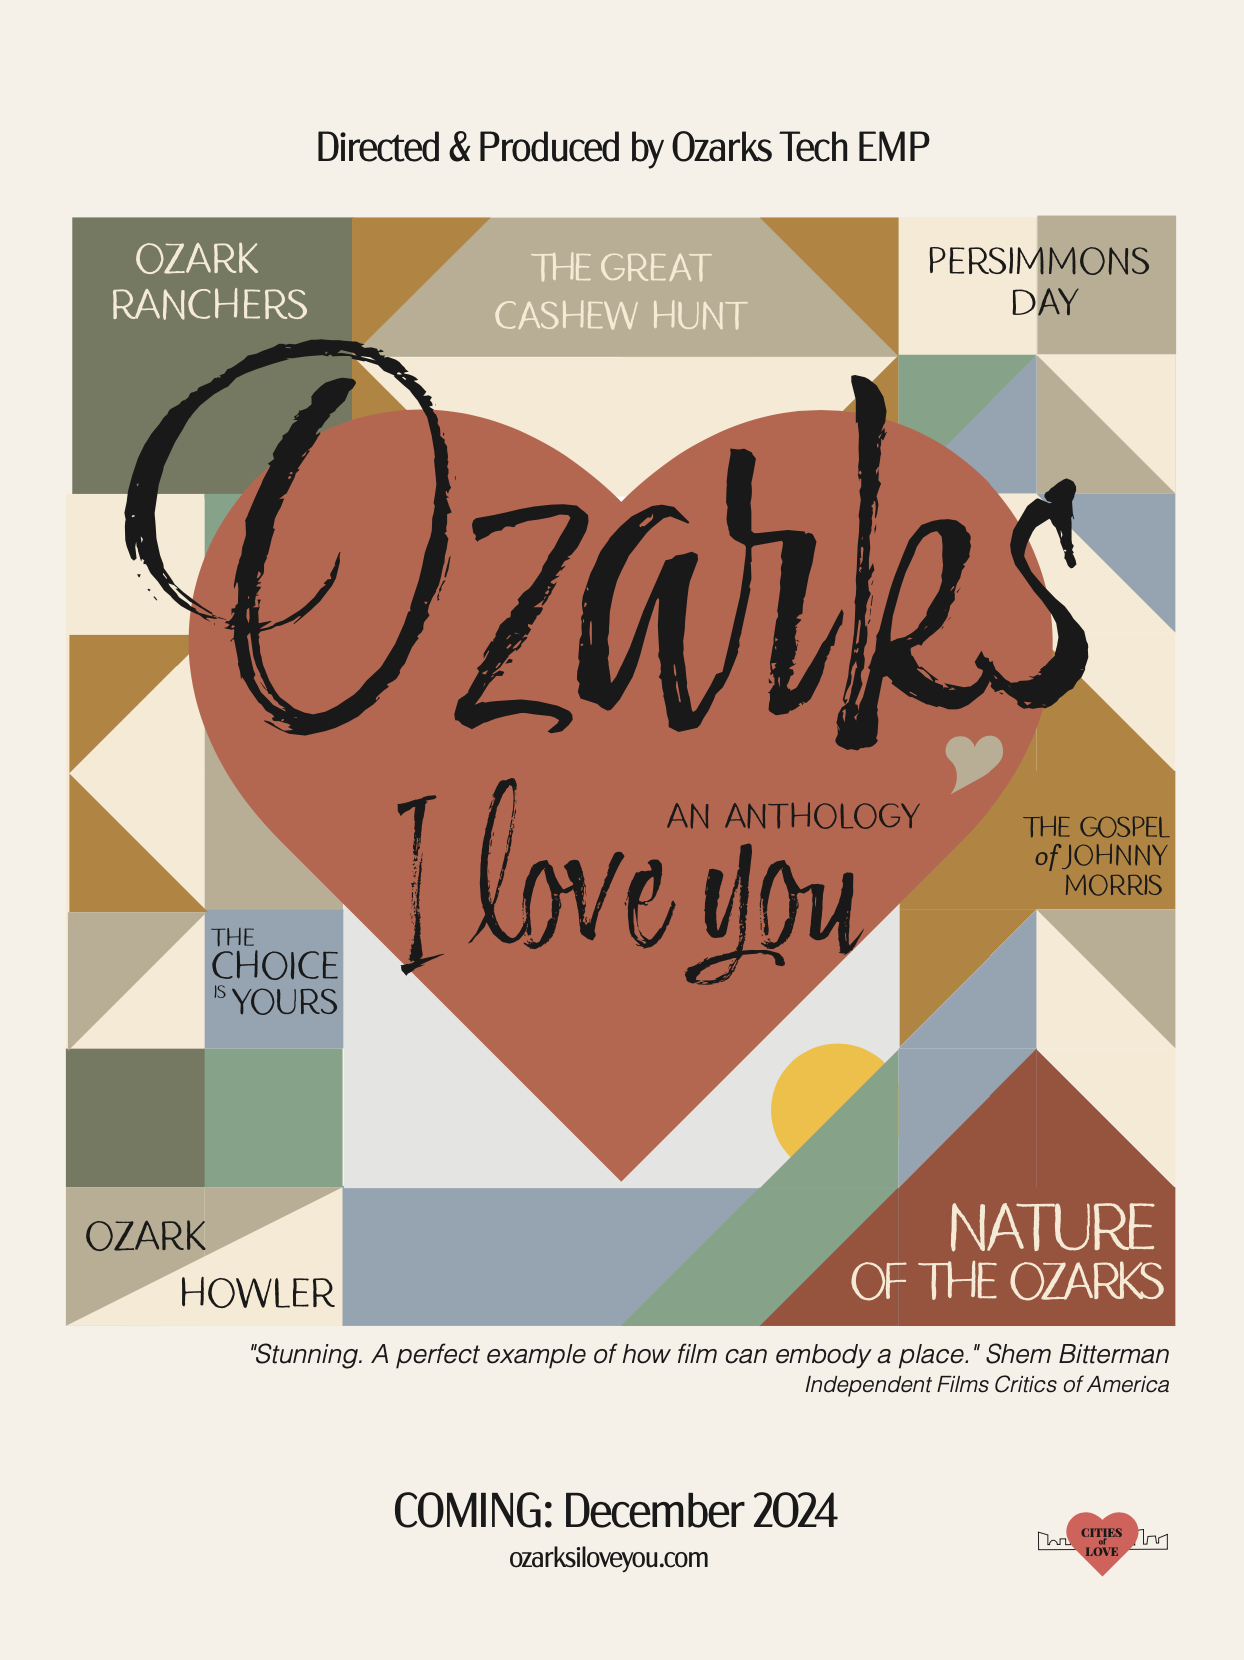 Directed & Produced by Ozarks Tech EMP
OZARK
RANCHERS
THE GREAT
CASHEW HUNT
PERSIMMONS
DAY
Ozarks
AN ANTHOLOGY
I love you
THE GOSPEL
of JOHNNY
MORRIS
THE
CHOICE
IS YOURS
OZARK
HOWLER
NATURE
OF THE OZARKS
"Stunning. A perfect example of how film can embody a place." Shem Bitterman
Independent Films Critics of America
COMING: December 2024
ozarksiloveyou.com
CITIES
of
LOVE